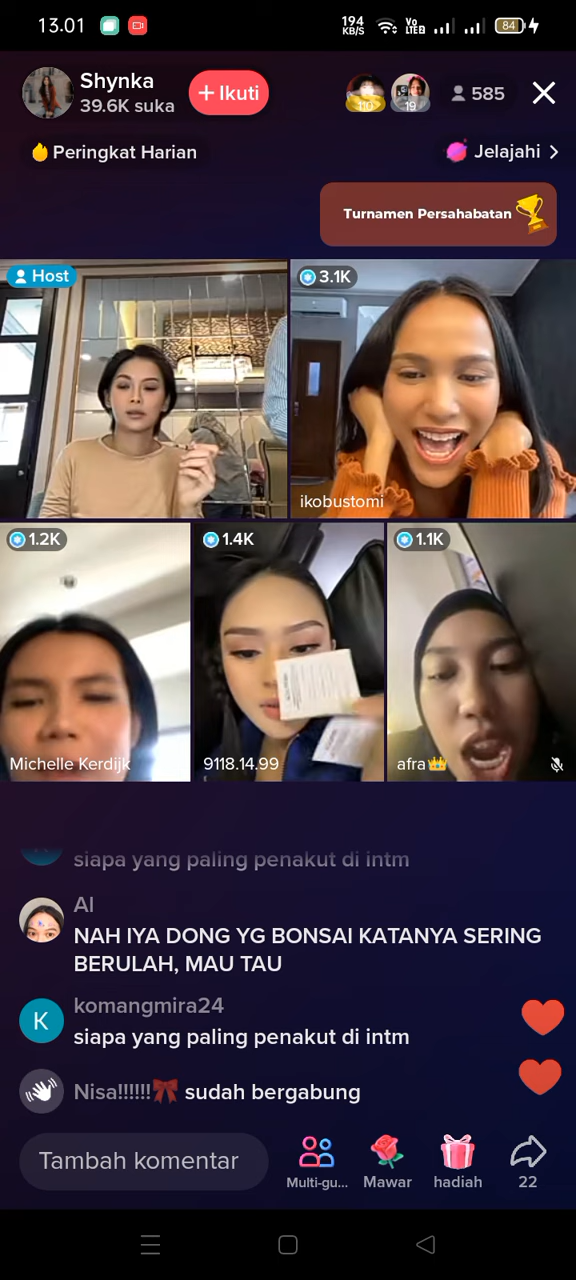 13.01
194
KB/S
Vo
LTE2
84
Shynka
39.6K suka
+ Ikuti
110
19
585
Peringkat Harian
Jelajahi >
Turnamen Persahabatan
Host
3.1K
ikobustomi
1.2K
1.4K
1.1K
Michelle Kerdijk
9118.14.99
afra
siapa yang paling penakut di intm
Al
NAH IYA DONG YG BONSAI KATANYA SERING
BERULAH, MAU TAU
K
komangmira24
siapa yang paling penakut di intm
Nisa!!!!!! sudah bergabung
Tambah komentar
Multi-gu...
Mawar
hadiah
22